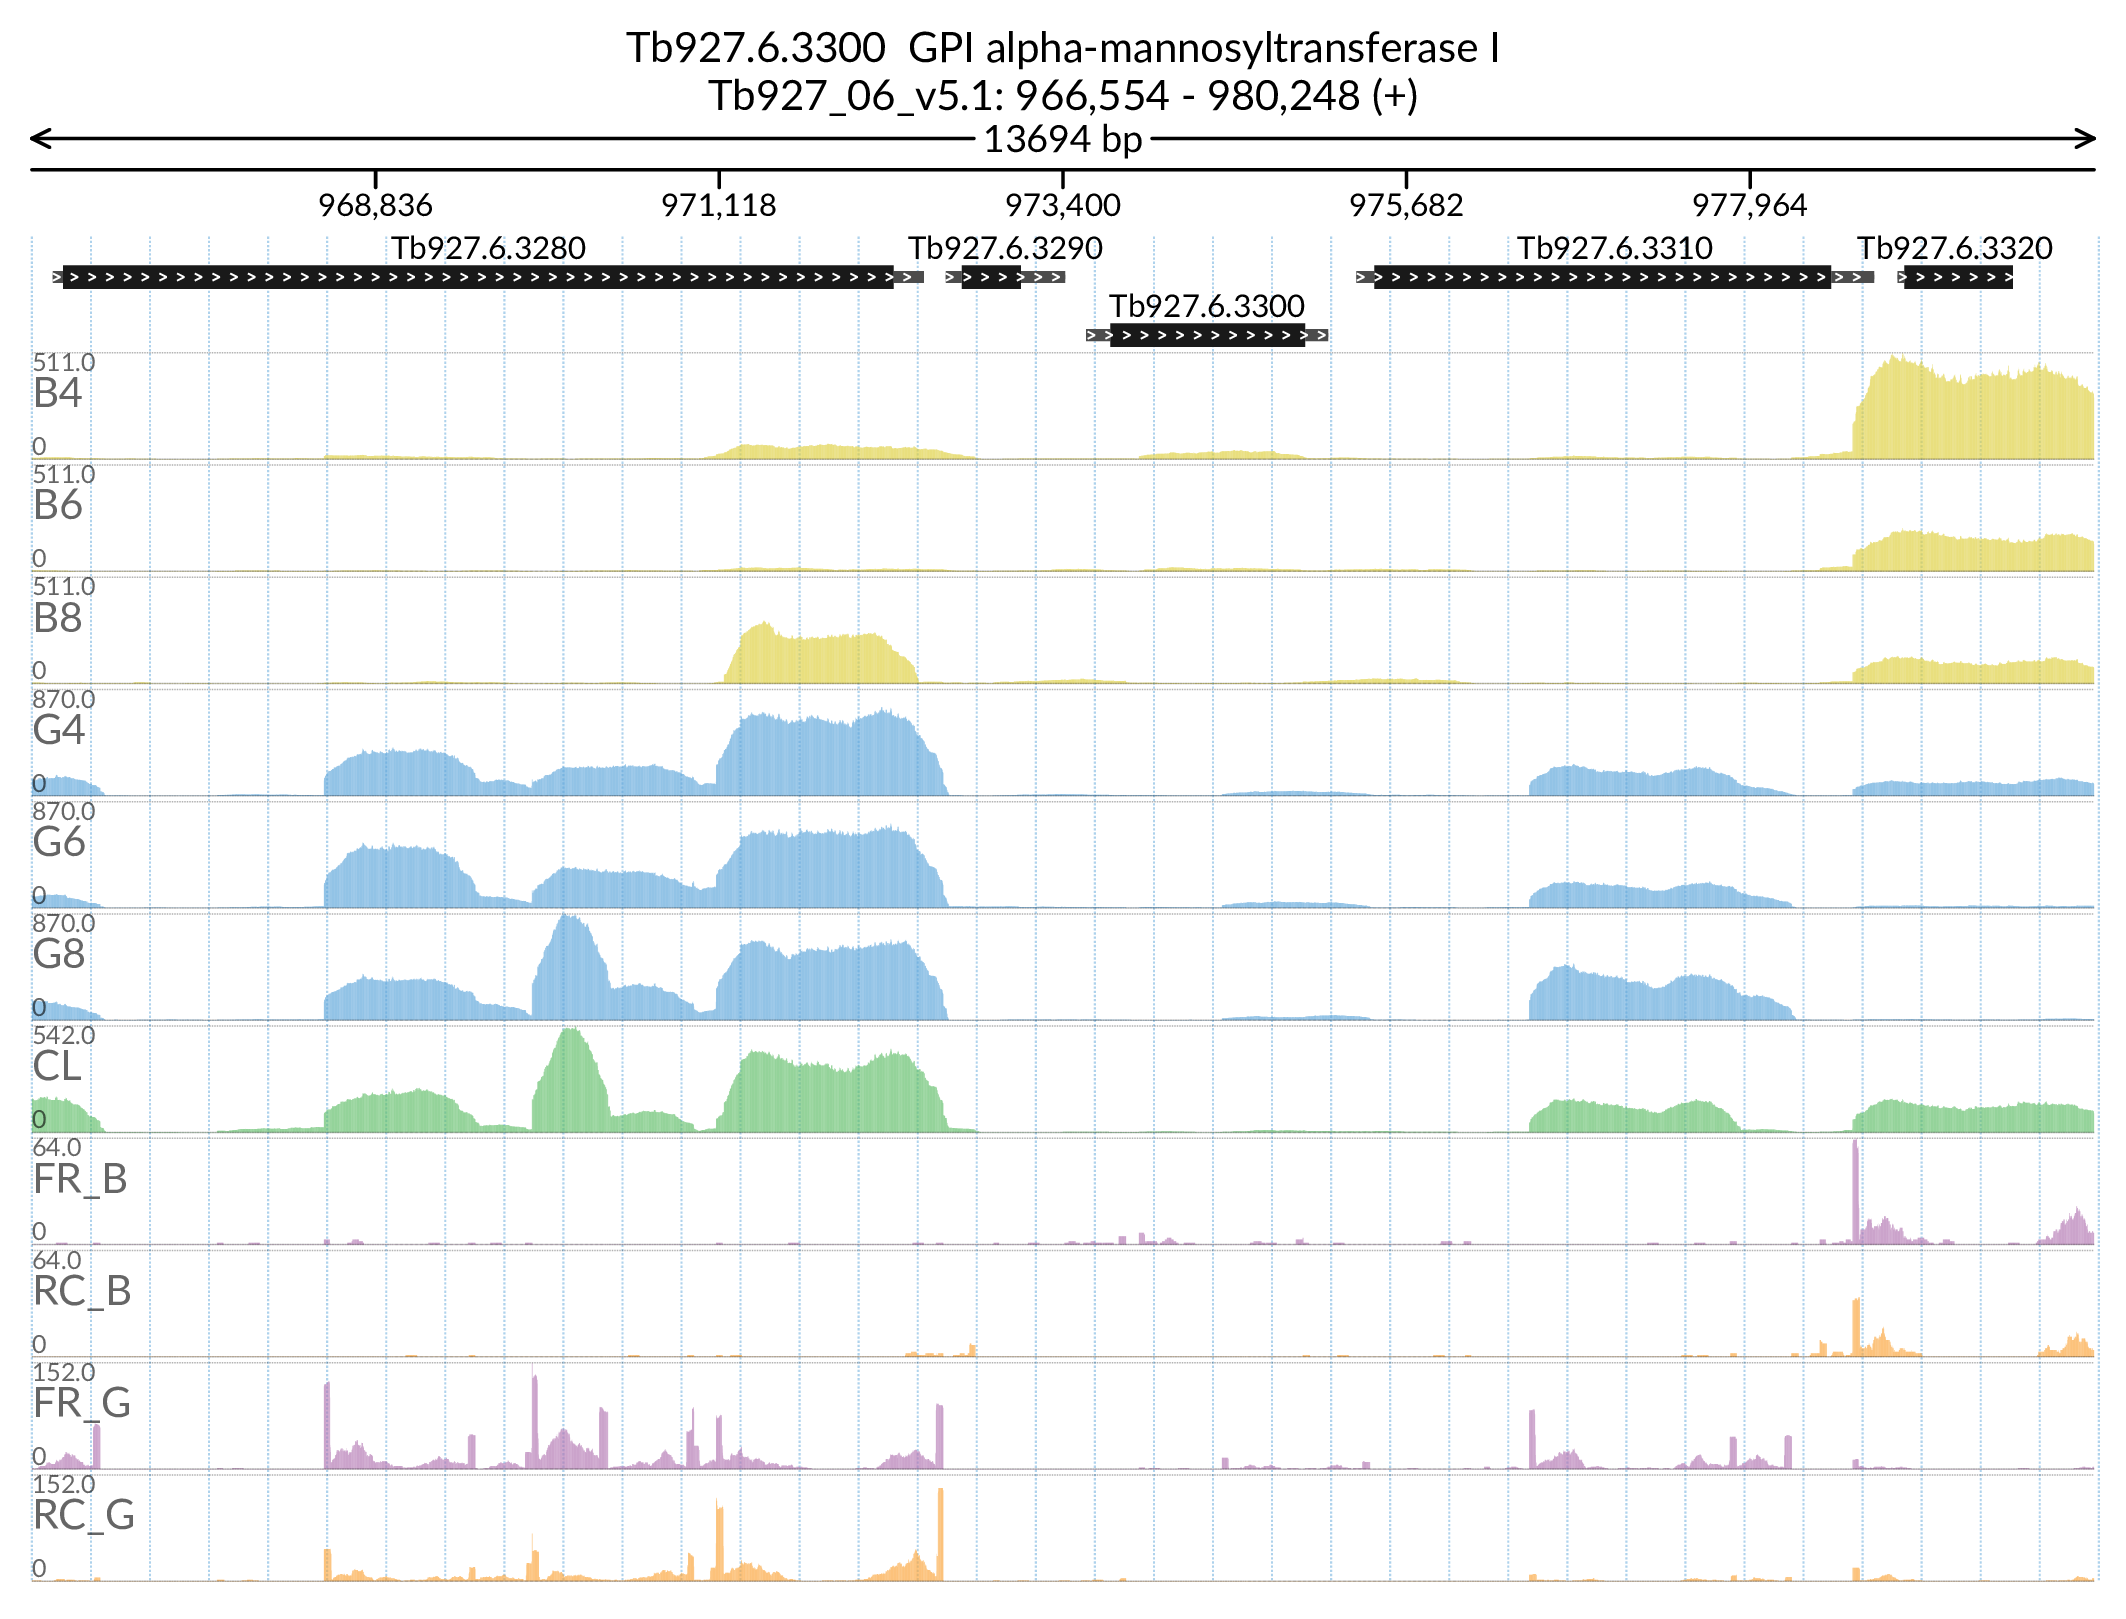 Tb927.6.3300 GPI alpha-mannosyltransferase I
Tb927_06_v5.1: 966,554 - 980,248 (+)
13694 bp
968,836 971,118 973,400 975,682 977,964
Tb927.6.3280 Tb927.6.3290 Tb927.6.3310 Tb927.6.3320
Tb927.6.3300
511.0
B4
0
511.0
B6
0
511.0
B8
0
870.0
G4
0
870.0
G6
0
870.0
G8
0
542.0
CL
0
64.0
FR_B
0
64.0
RC_B
0
152.0
FR_G
0
152.0
RC_G
0